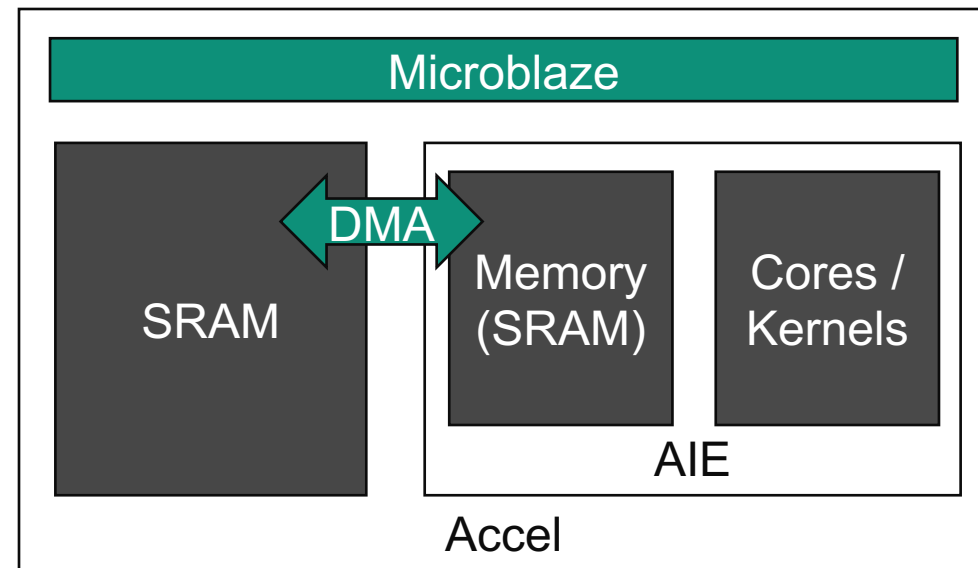 Microblaze
DMA
SRAM
Memory
(SRAM)
Cores /
Kernels
AIE
Accel